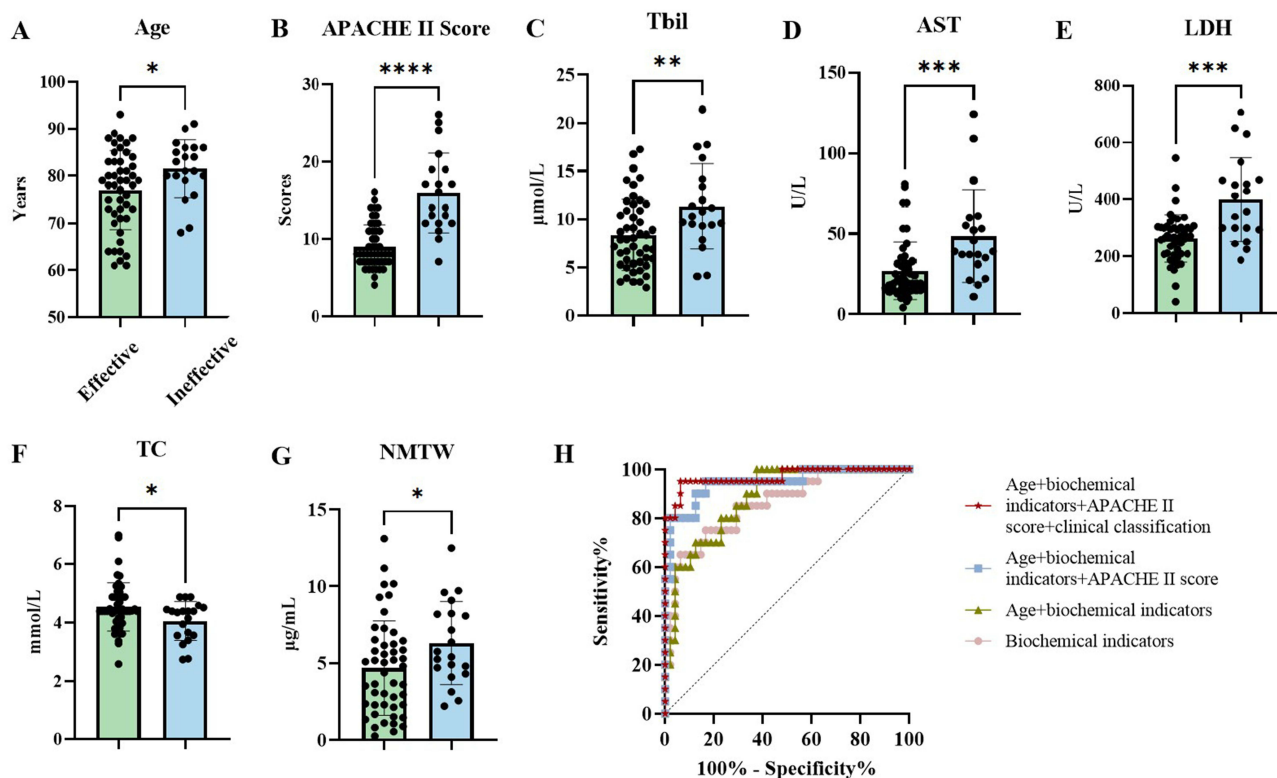 A
Age
*
Years
100
90
80
70
60
50
Effective
Ineffective
B
APACHE II Score
****
Scores
30
20
10
0
C
Tbil
**
µmol/L
25
20
15
10
5
0
D
AST
***
U/L
150
100
50
0
E
LDH
***
U/L
800
600
400
200
0
F
TC
*
mmol/L
8
6
4
2
0
G
NMTW
*
µg/mL
15
10
5
0
H
Sensitivity%
100
80
60
40
20
0
0 20 40 60 80 100
100% - Specificity%
Age+biochemical
indicators+APACHE II
score+clinical classification
Age+biochemical
indicators+APACHE II score
Age+biochemical indicators
Biochemical indicators